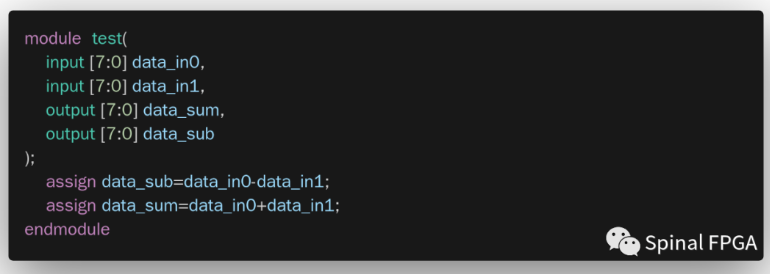 module test(
input [7:0] data_in0,
input [7:0] data_in1,
output [7:0] data_sum,
output [7:0] data_sub
);
assign data_sub=data_in0-data_in1;
assign data_sum=data_in0+data_in1;
endmodule
Spinal FPGA